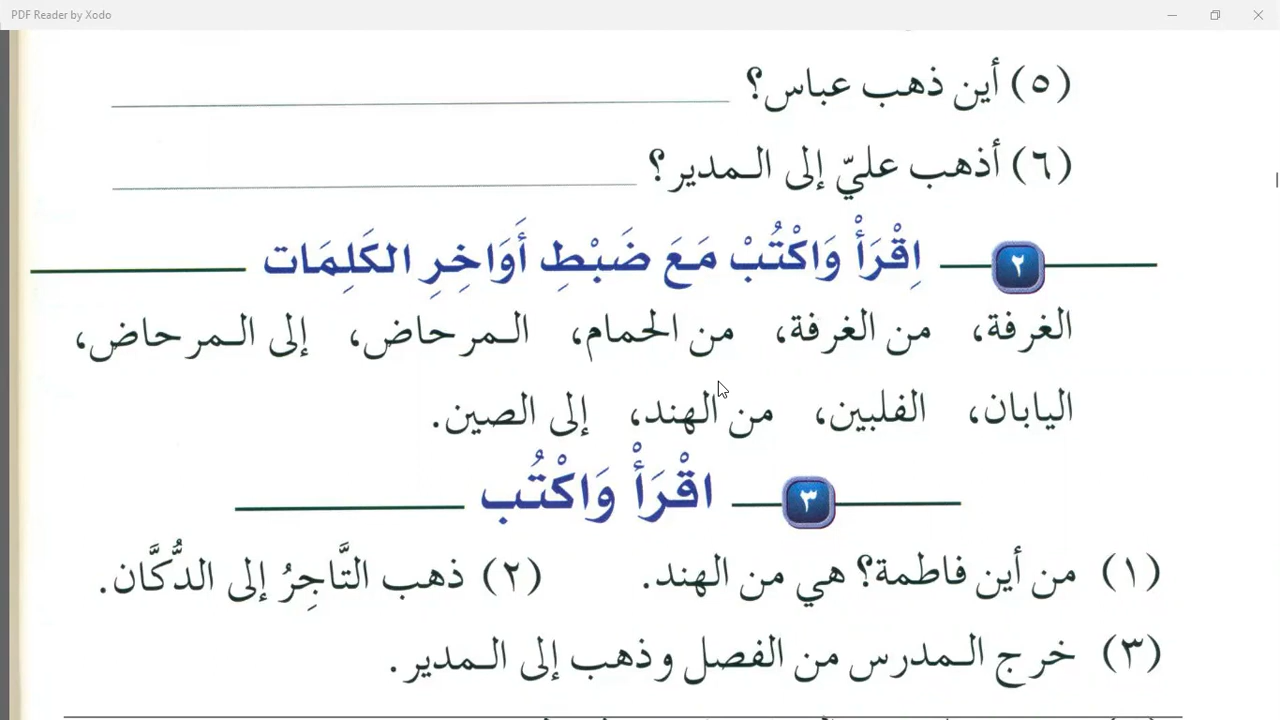 PDF Reader by Xodo
(٥) أين ذهب عباس؟
(٦) أذهب عليّ إلى المدير؟
٢ اِقْرَأْ وَاكْتُبْ مَعَ ضَبْطِ أَوَاخِرِ الكَلِمَات
الغرفة، من الغرفة، من الحمام، المرحاض، إلى المرحاض،
اليابان، الفلبين، من الهند، إلى الصين.
٣ اقْرَأْ وَاكْتُب
(١) من أين فاطمة؟ هي من الهند. (٢) ذهب التَّاجِرُ إلى الدُّكَّان.
(٣) خرج المدرس من الفصل وذهب إلى المدير.